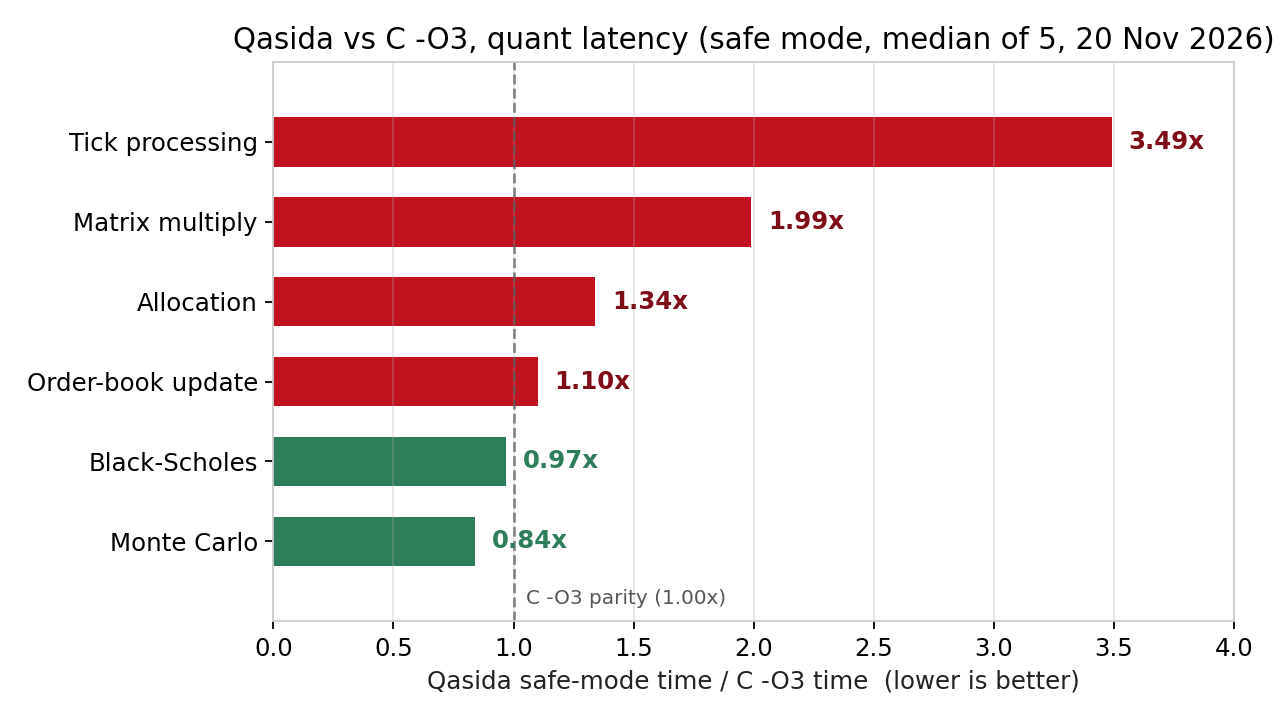 Qasida vs C -O3, quant latency (safe mode, median of 5, 20 Nov 2026)
Tick processing 3.49x
Matrix multiply 1.99x
Allocation 1.34x
Order-book update 1.10x
Black-Scholes 0.97x
Monte Carlo 0.84x
C -O3 parity (1.00x)
0.0 0.5 1.0 1.5 2.0 2.5 3.0 3.5 4.0
Qasida safe-mode time / C -O3 time (lower is better)